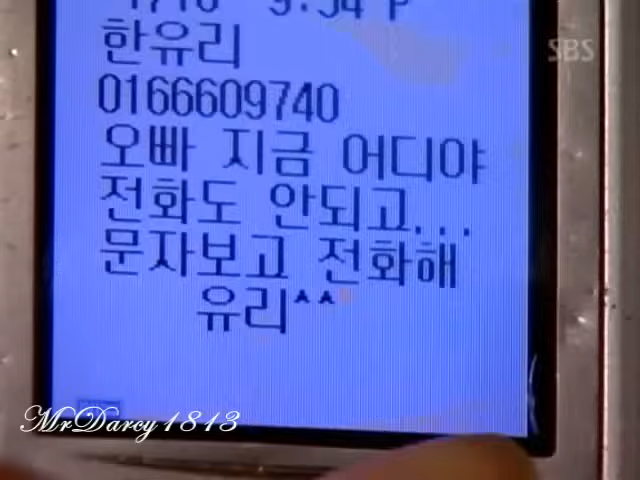 한유리
SBS
0166609740
오빠 지금 어디야
전화도 안되고...
문자보고 전화해
유리^^
MrDarcy1813